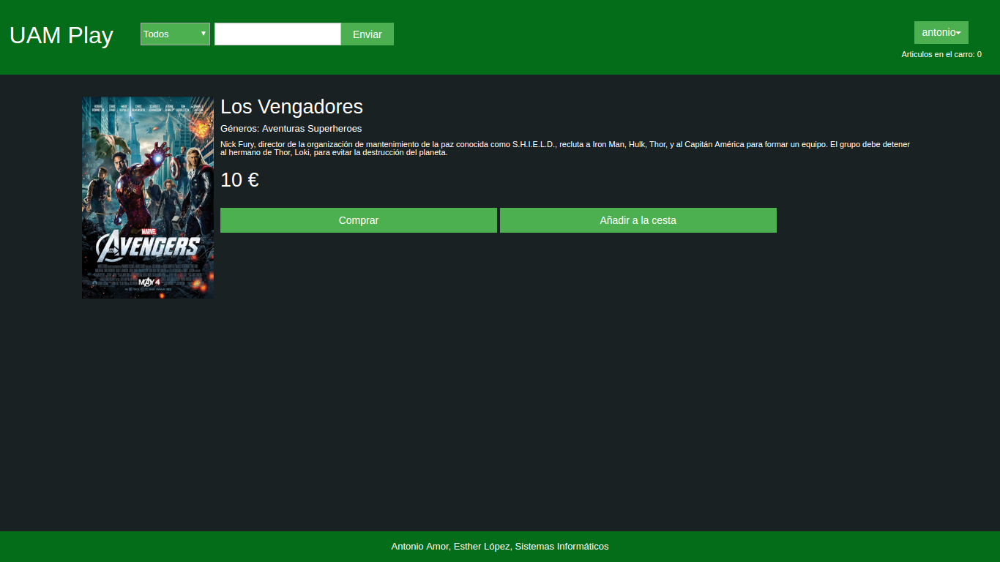 UAM Play
Todos
Enviar
antonio
Articulos en el carro: 0
Los Vengadores
Géneros: Aventuras Superheroes
Nick Fury, director de la organización de mantenimiento de la paz conocida como S.H.I.E.L.D., recluta a Iron Man, Hulk, Thor, y al Capitán América para formar un equipo. El grupo debe detener
al hermano de Thor, Loki, para evitar la destrucción del planeta.
10 €
Comprar
Añadir a la cesta
MARVEL
AVENGERS
MAY 4
Antonio Amor, Esther López, Sistemas Informáticos